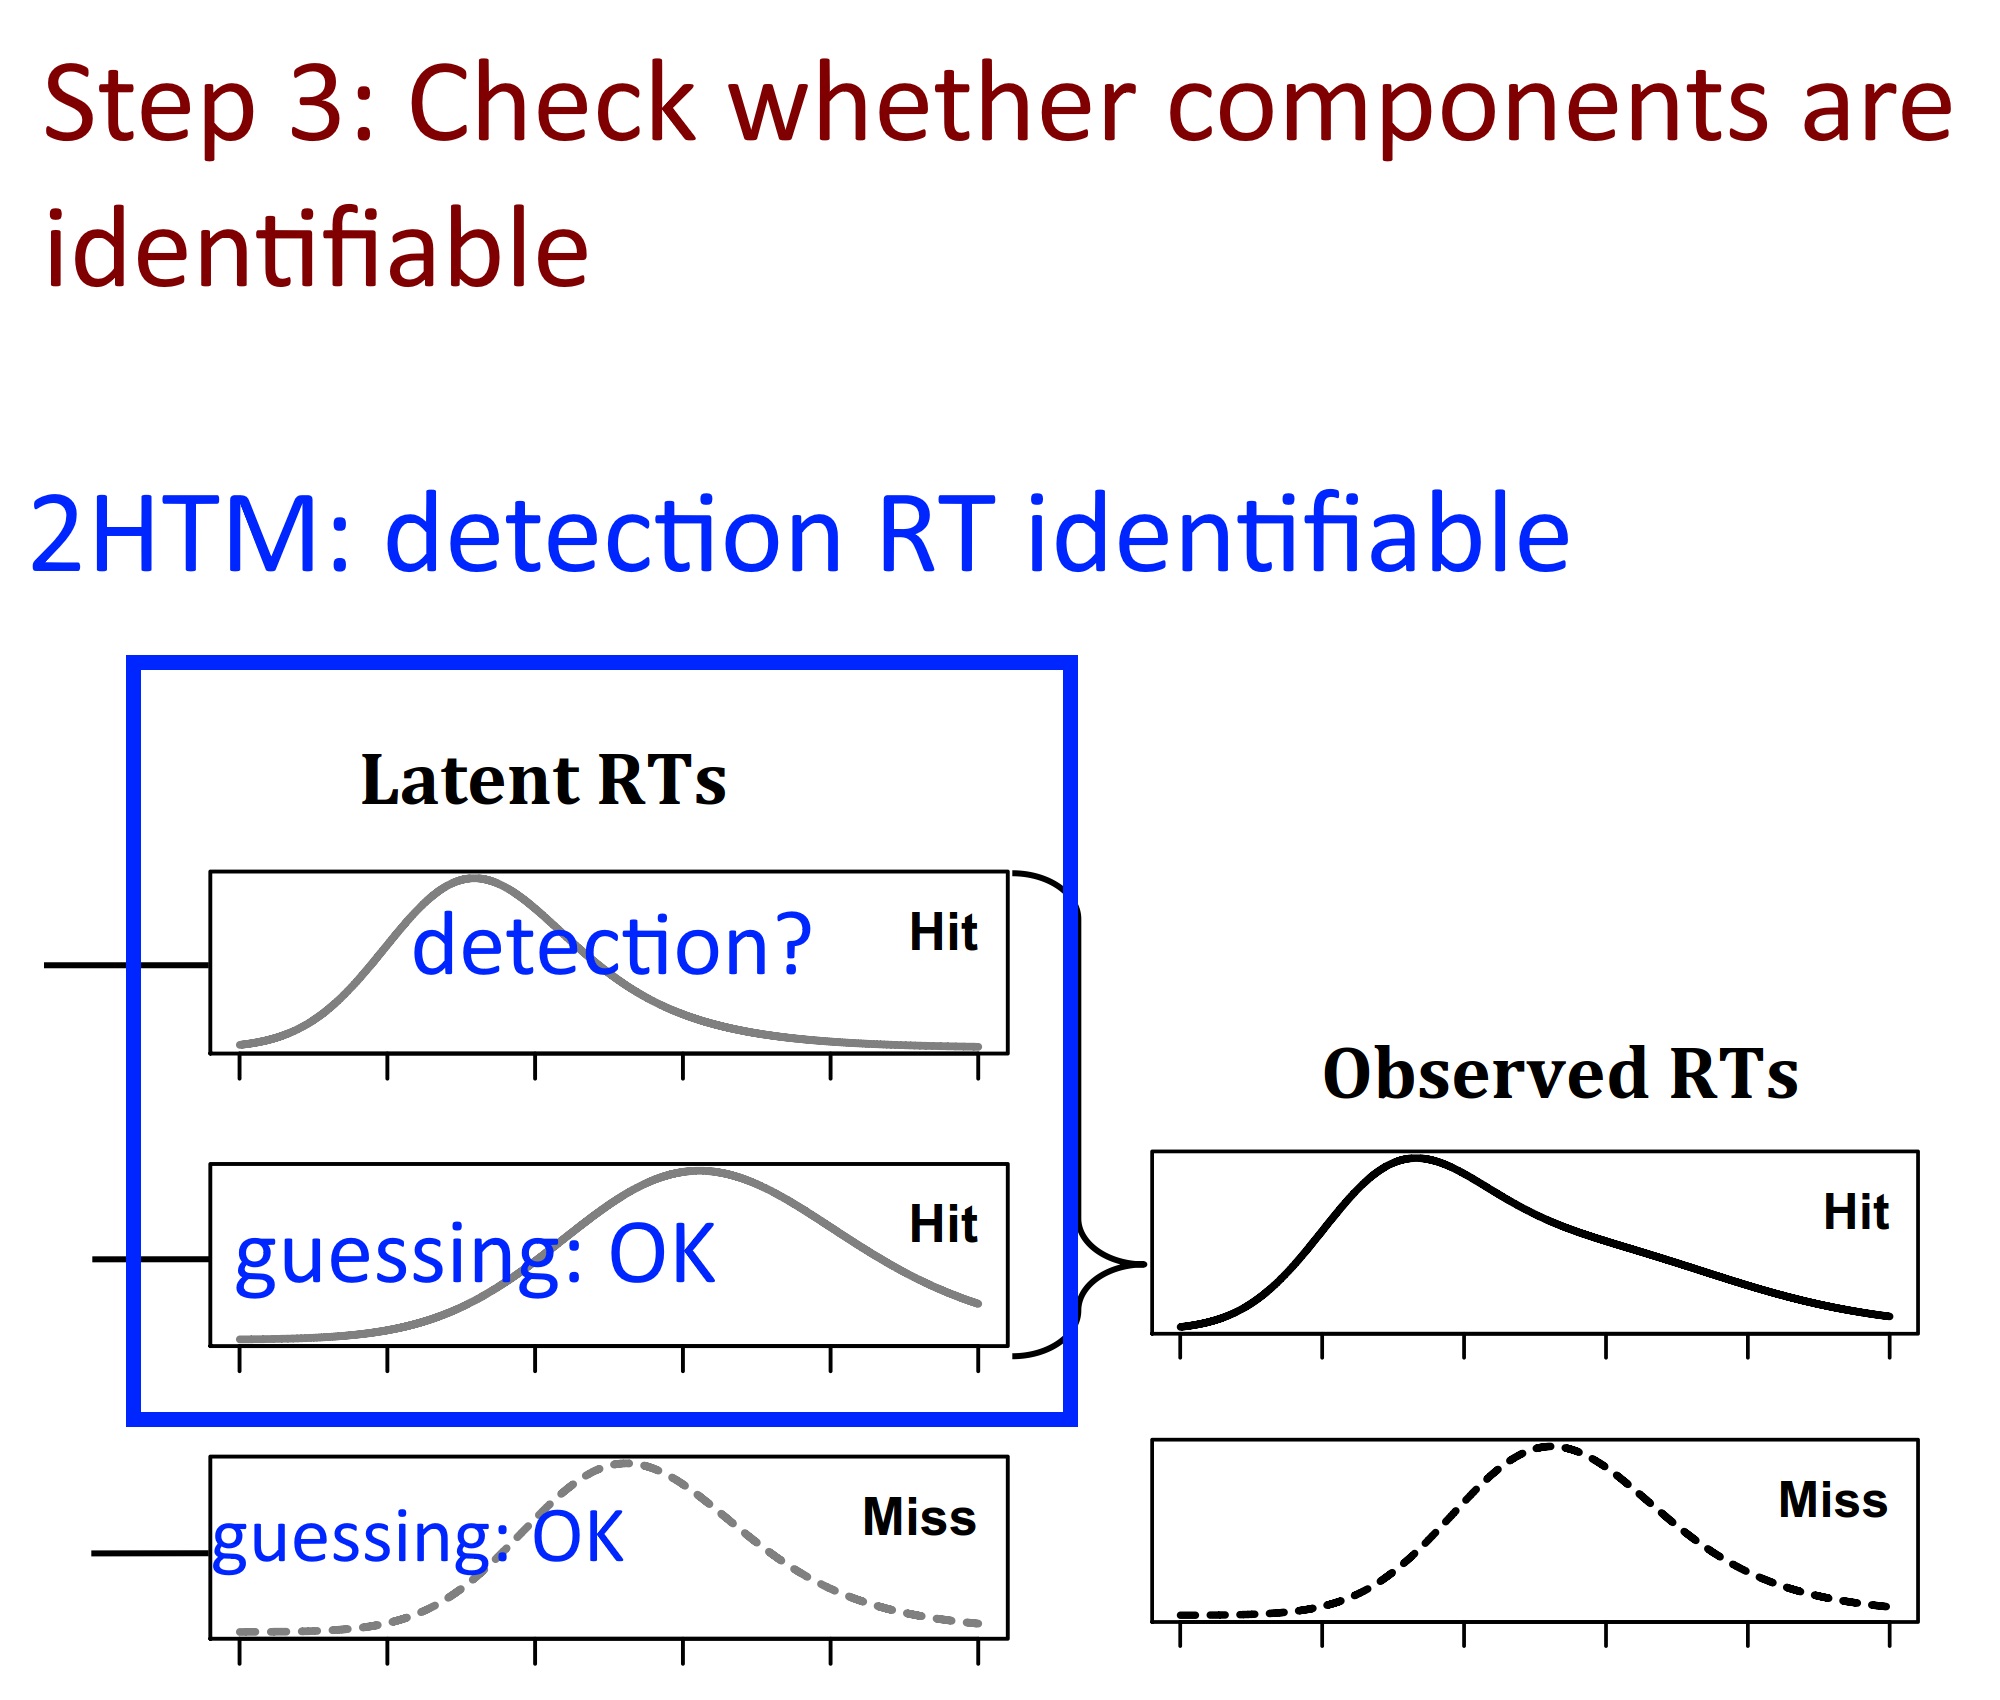 Step 3: Check whether components are
identifiable
2HTM: detection RT identifiable
Latent RTs
detection?
Hit
guessing: OK
Hit
guessing: OK
Miss
Observed RTs
Hit
Miss